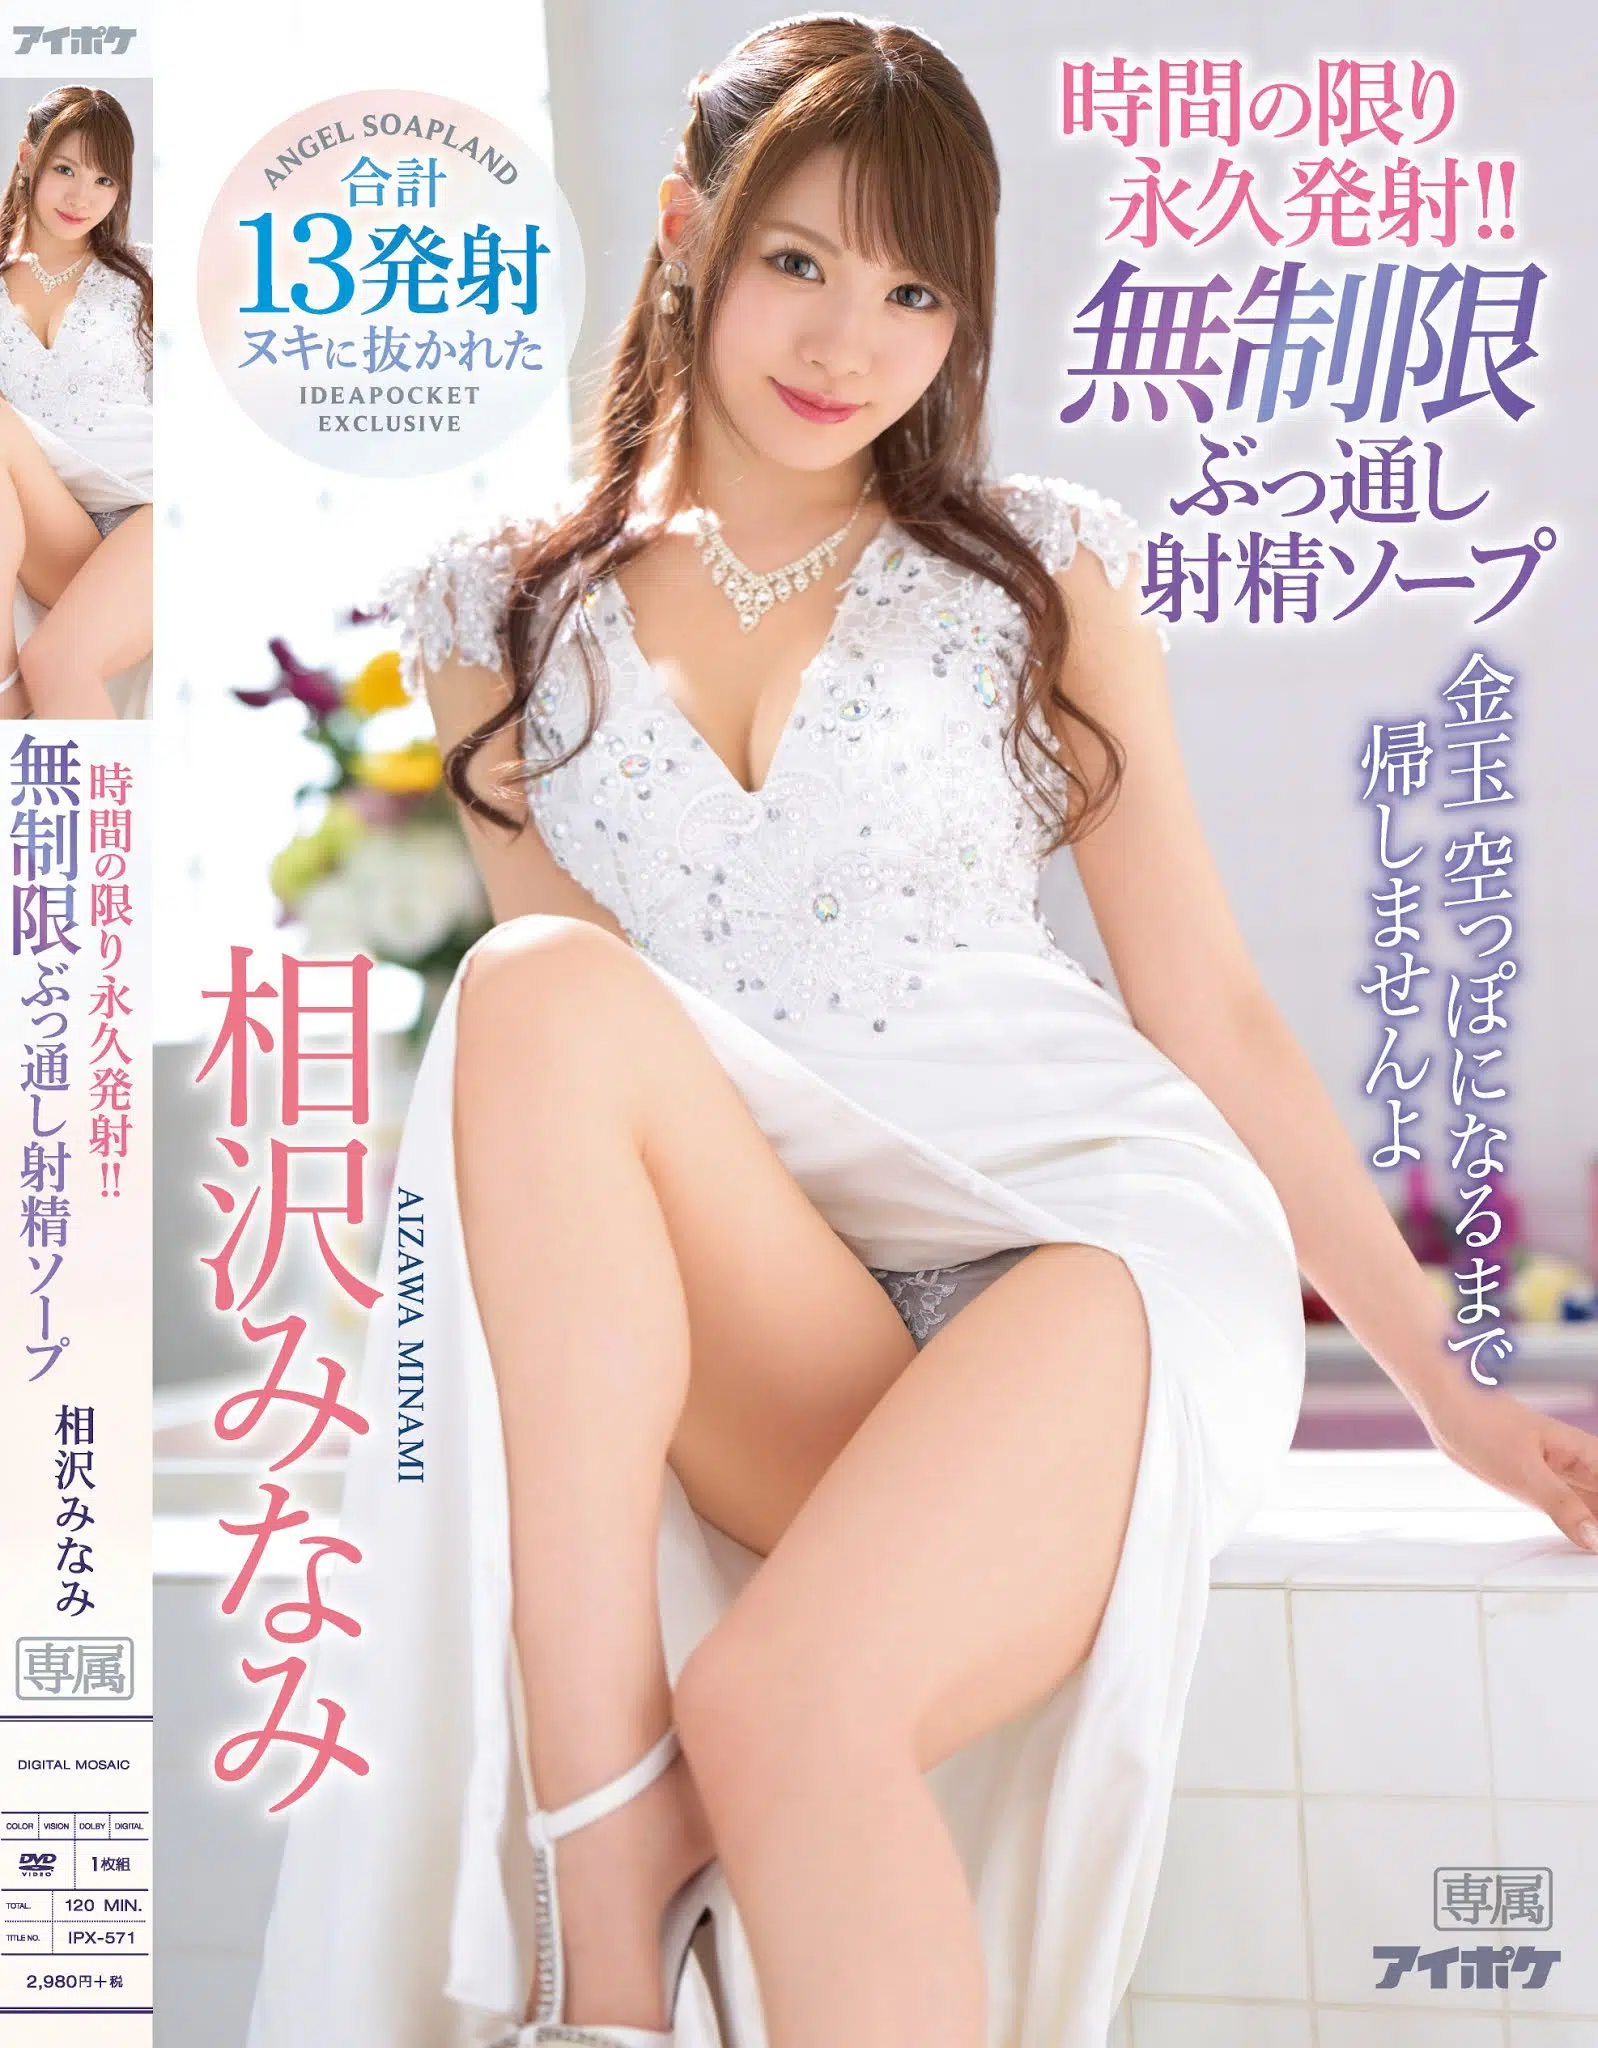 アイポケ
時間の限り永久発射!!
無制限ぶっ通し射精ソープ
相沢みなみ
専属
DIGITAL MOSAIC
COLOR VISION DOLBY DIGITAL
DVD VIDEO 1枚組
TOTAL. 120 MIN.
TITLE NO. IPX-571
2,980円+税
ANGEL SOAPLAND
合計
13発射
ヌキに抜かれた
IDEAPOCKET
EXCLUSIVE
時間の限り
永久発射!!
無制限
ぶっ通し
射精ソープ
金玉空っぽになるまで
帰しませんよ
相沢みなみ
AIZAWA MINAMI
専属
アイポケ